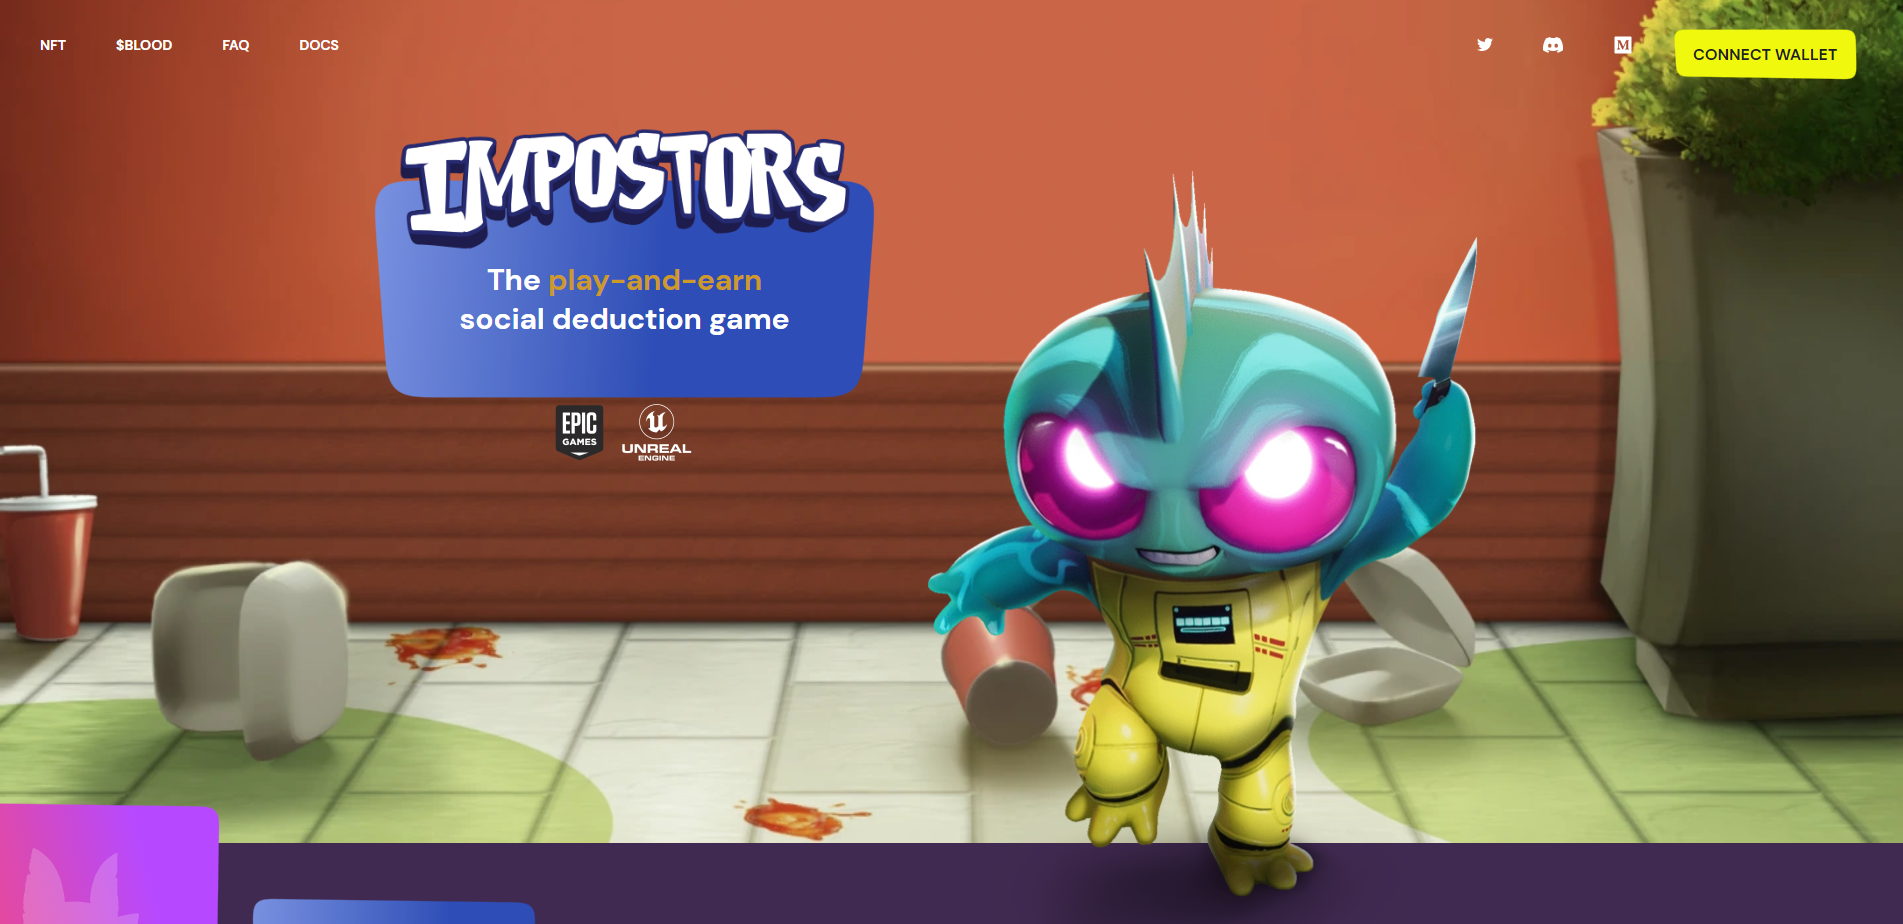 NFT
$BLOOD
FAQ
DOCS
M
CONNECT WALLET
IMPOSTORS
The play-and-earn
social deduction game
EPIC
GAMES
UNREAL
ENGINE